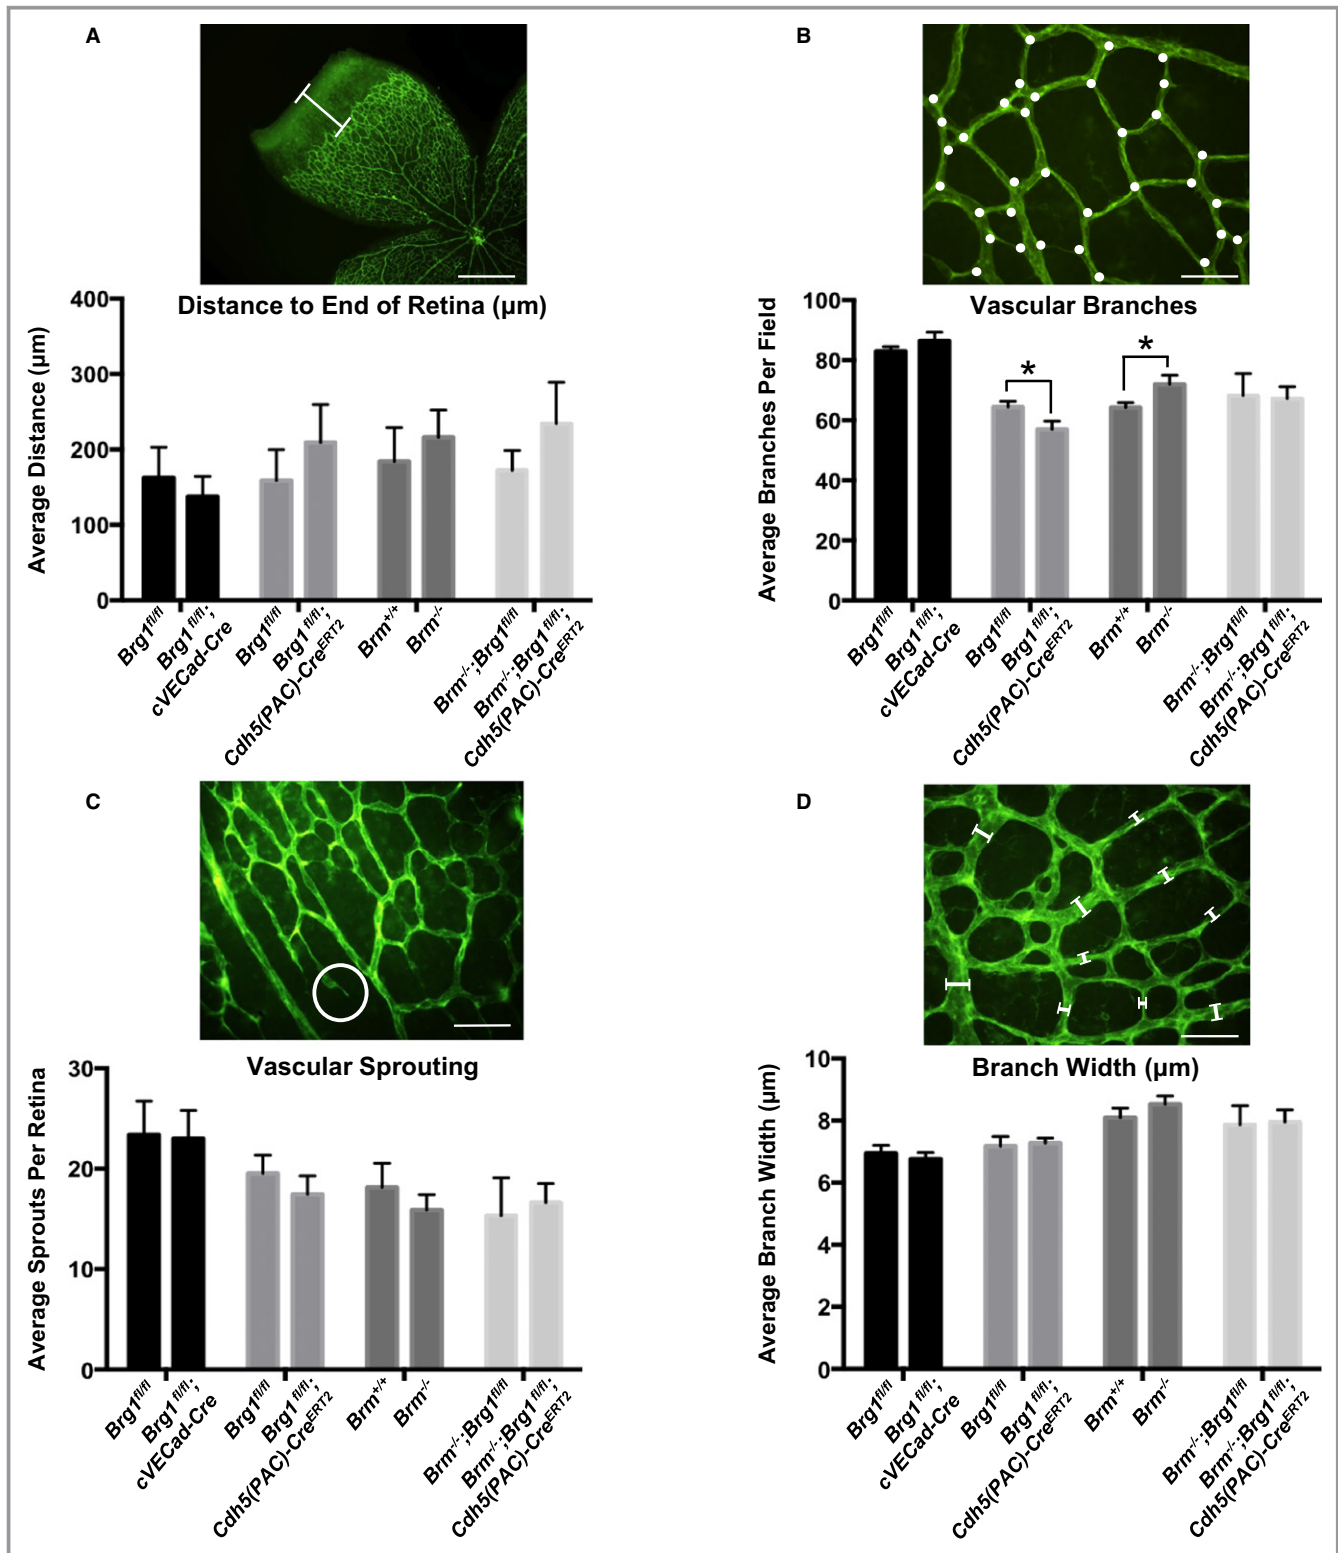 A
Distance to End of Retina (µm)
Average Distance (µm)
400
300
200
100
0
Brg1fl/fl
Brg1fl/fl;
cVECad-Cre
Brg1fl/fl
Brg1fl/fl;
Cdh5(PAC)-CreERT2
Brm+/+
Brm-/-
Brm-/-;Brg1fl/fl
Brm-/-;Brg1fl/fl;
Cdh5(PAC)-CreERT2
B
Vascular Branches
Average Branches Per Field
100
80
60
40
20
0
*
*
Brg1fl/fl
Brg1fl/fl;
cVECad-Cre
Brg1fl/fl
Brg1fl/fl;
Cdh5(PAC)-CreERT2
Brm+/+
Brm-/-
Brm-/-;Brg1fl/fl
Brm-/-;Brg1fl/fl;
Cdh5(PAC)-CreERT2
C
Vascular Sprouting
Average Sprouts Per Retina
30
20
10
0
Brg1fl/fl
Brg1fl/fl;
cVECad-Cre
Brg1fl/fl
Brg1fl/fl;
Cdh5(PAC)-CreERT2
Brm+/+
Brm-/-
Brm-/-;Brg1fl/fl
Brm-/-;Brg1fl/fl;
Cdh5(PAC)-CreERT2
D
Branch Width (µm)
Average Branch Width (µm)
10
8
6
4
2
0
Brg1fl/fl
Brg1fl/fl;
cVECad-Cre
Brg1fl/fl
Brg1fl/fl;
Cdh5(PAC)-CreERT2
Brm+/+
Brm-/-
Brm-/-;Brg1fl/fl
Brm-/-;Brg1fl/fl;
Cdh5(PAC)-CreERT2